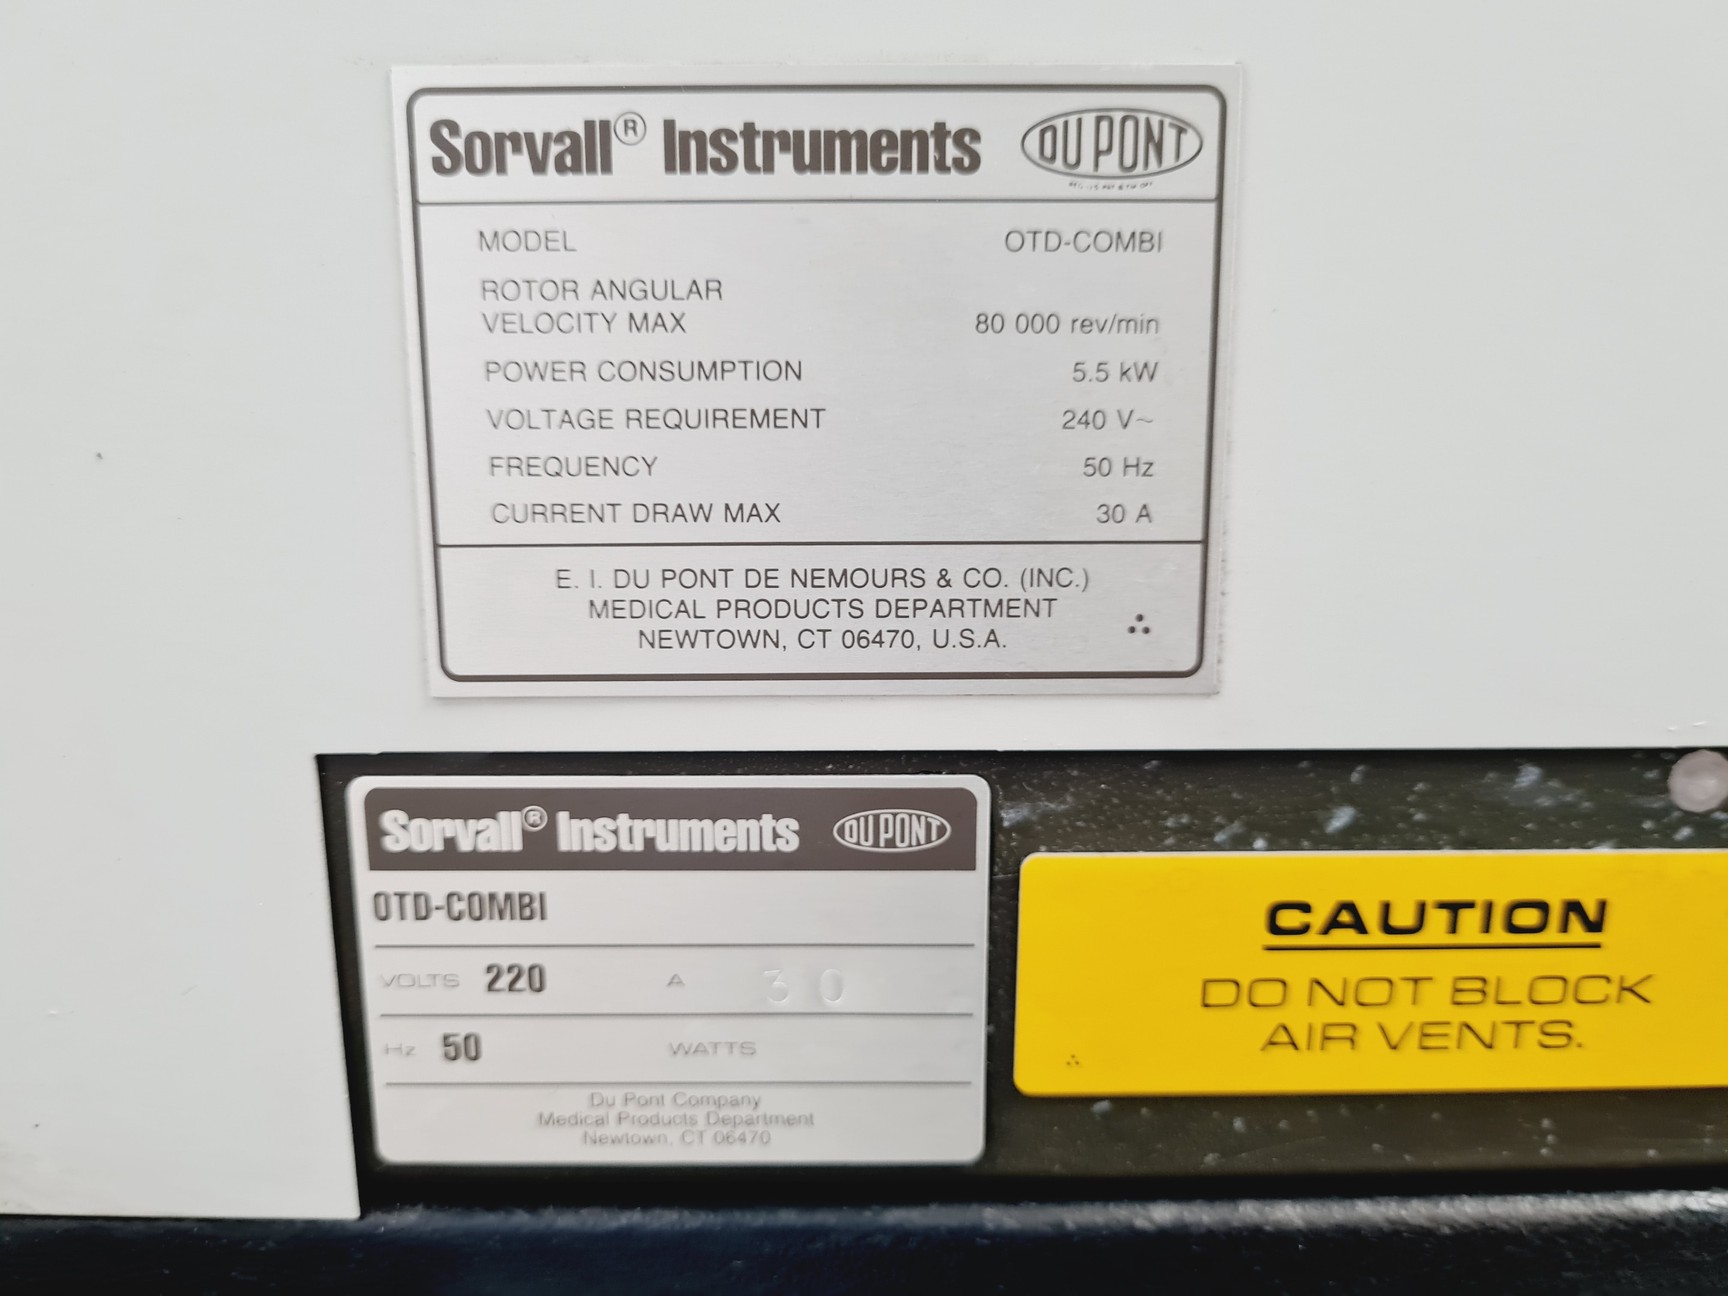 Sorvall® Instruments DU PONT
MODEL OTD-COMBI
ROTOR ANGULAR
VELOCITY MAX 80 000 rev/min
POWER CONSUMPTION 5.5 kW
VOLTAGE REQUIREMENT 240 V~
FREQUENCY 50 Hz
CURRENT DRAW MAX 30 A
E. I. DU PONT DE NEMOURS & CO. (INC.)
MEDICAL PRODUCTS DEPARTMENT
NEWTOWN, CT 06470, U.S.A.
Sorvall® Instruments DU PONT
OTD-COMBI
VOLTS 220 A 30
Hz 50 WATTS
Du Pont Company
Medical Products Department
Newtown, CT 06470
CAUTION
DO NOT BLOCK
AIR VENTS.